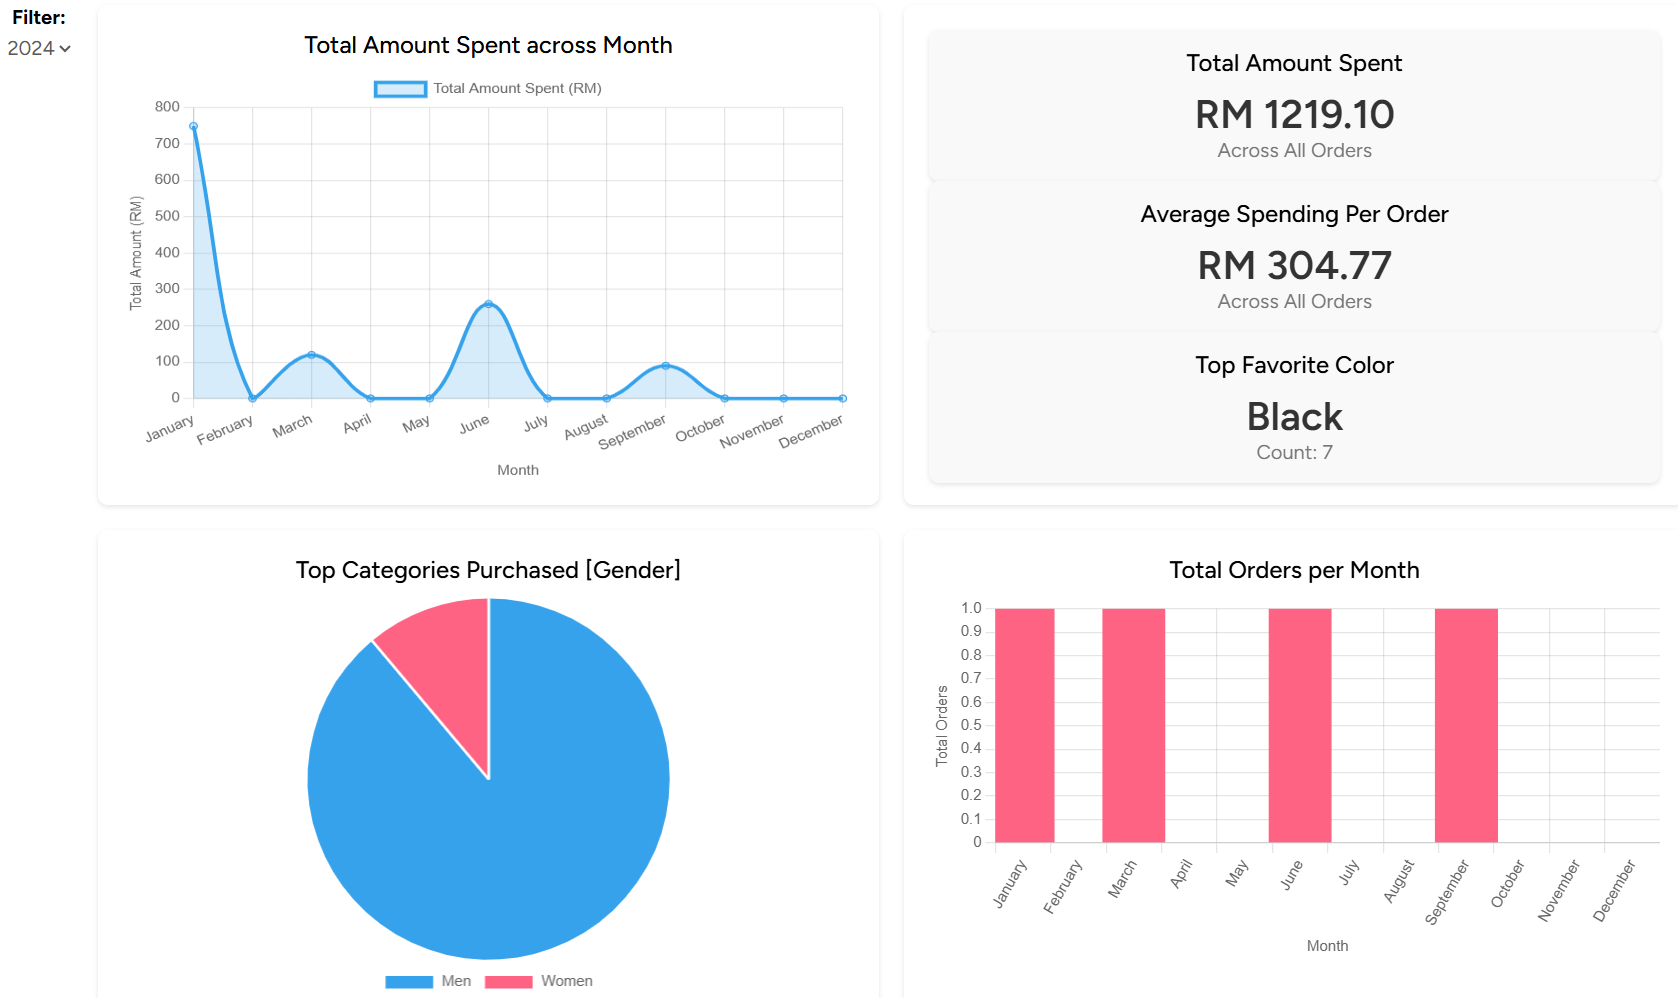 Filter:
2024
Total Amount Spent across Month
Total Amount Spent (RM)
800
700
600
500
400
300
200
100
0
Total Amount (RM)
January
February
March
April
May
June
July
August
September
October
November
December
Month
Total Amount Spent
RM 1219.10
Across All Orders
Average Spending Per Order
RM 304.77
Across All Orders
Top Favorite Color
Black
Count: 7
Top Categories Purchased [Gender]
Men
Women
Total Orders per Month
1.0
0.9
0.8
0.7
0.6
0.5
0.4
0.3
0.2
0.1
0
Total Orders
January
February
March
April
May
June
July
August
September
October
November
December
Month